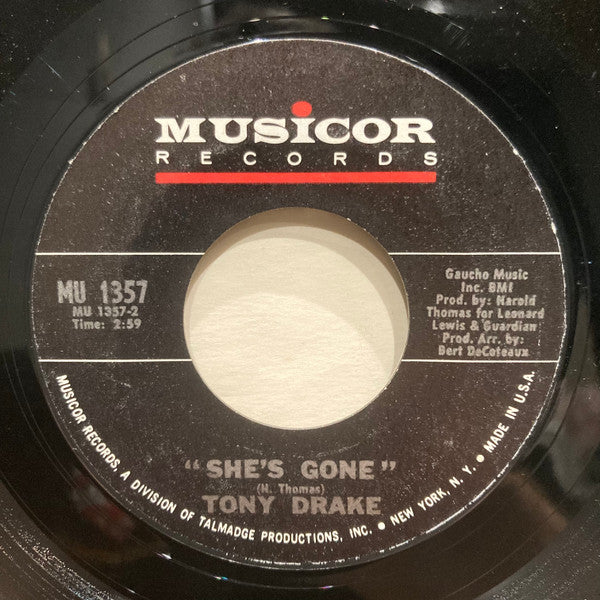 MUSICOR
RECORDS
MU 1357
MU 1357-2
Time: 2:59
Gaucho Music
Inc. BMI
Prod. by: Harold
Thomas for Leonard
Lewis & Guardian
Prod. Arr. by:
Bert DeCoteaux
"SHE'S GONE"
(N. Thomas)
TONY DRAKE
MUSICOR RECORDS, A DIVISION OF TALMADGE PRODUCTIONS, INC. • NEW YORK, N. Y. • MADE IN U.S.A.